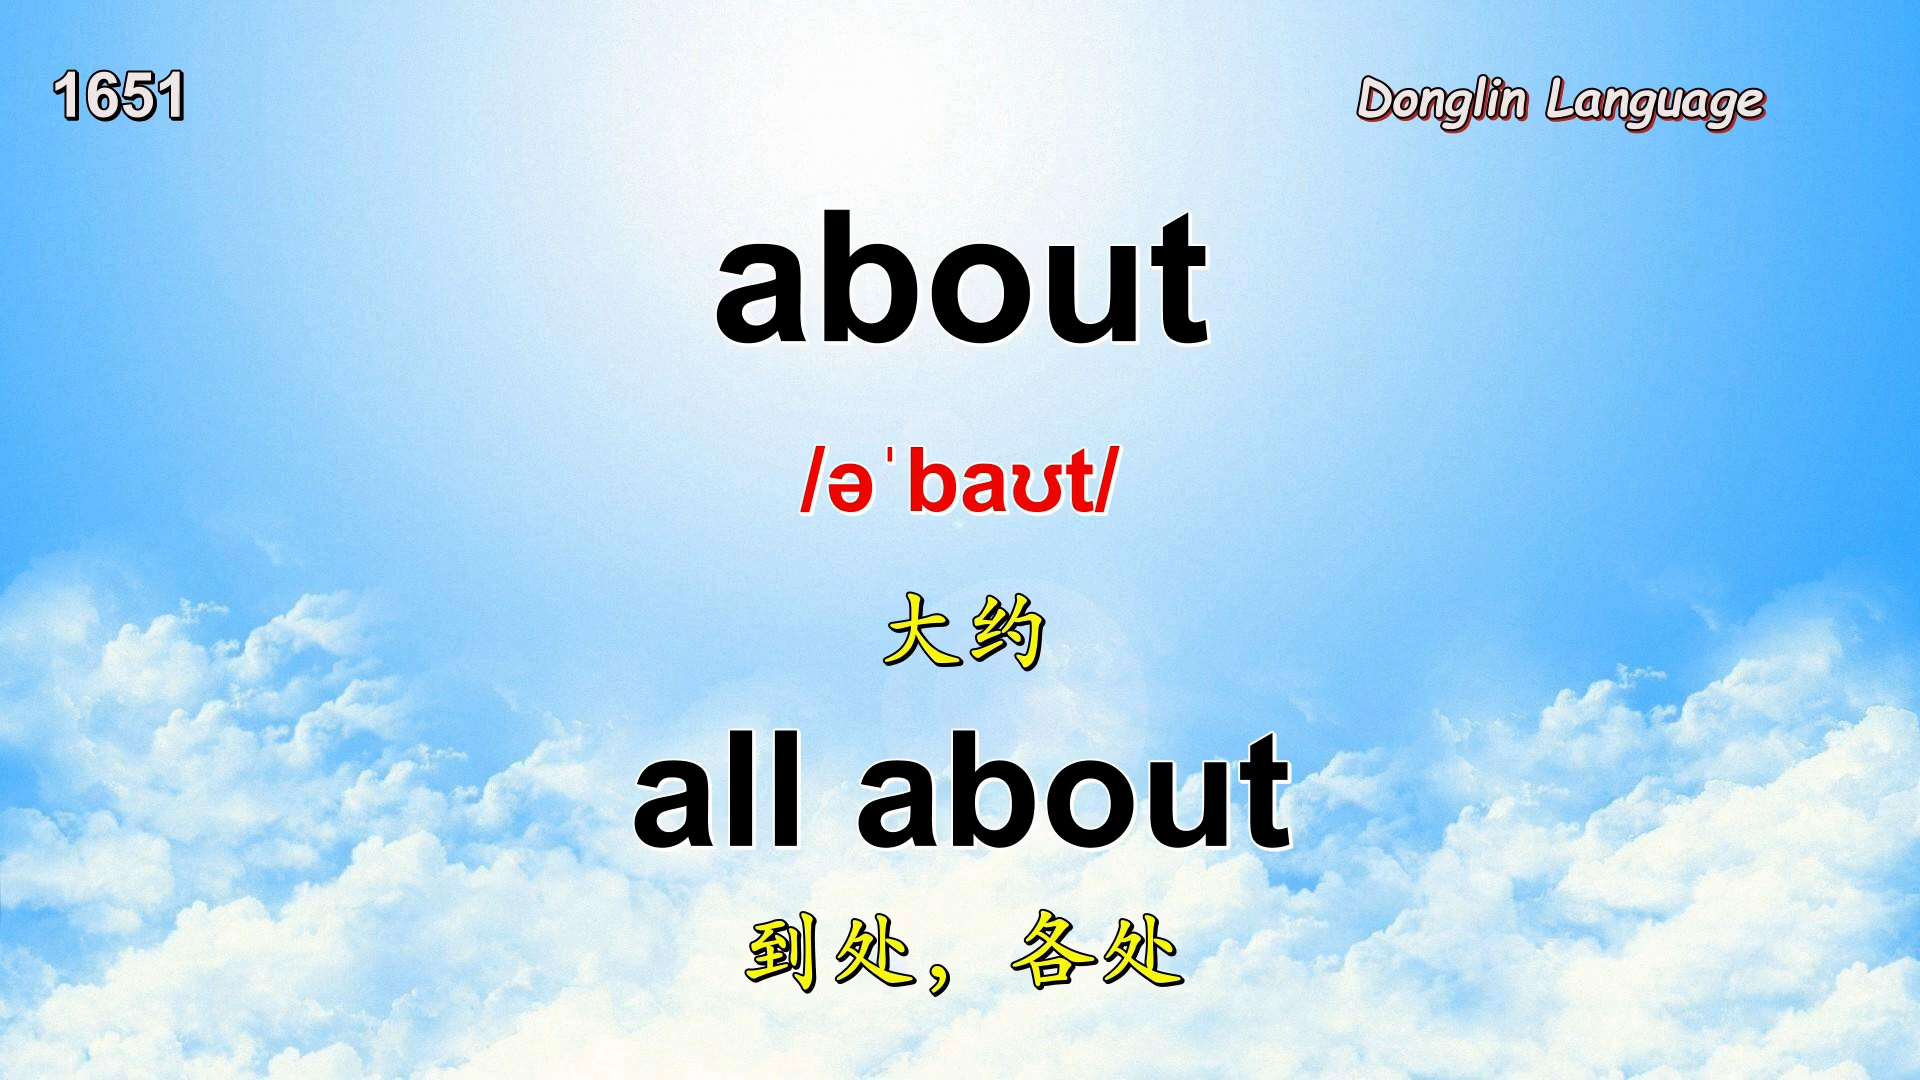 1651
Donglin Language
about
/əˈbaʊt/
大约
all about
到处，各处